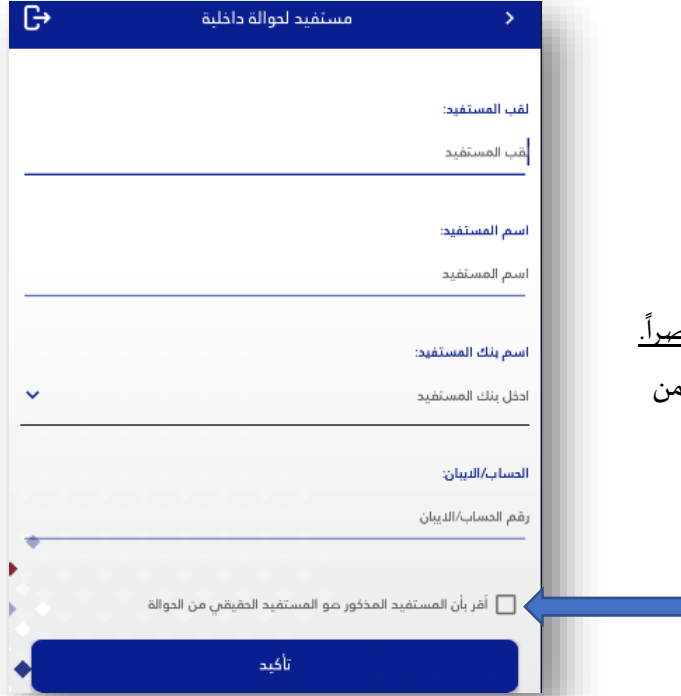 مستفيد لحوالة داخلية
لقب المستفيد:
لقب المستفيد
اسم المستفيد:
اسم المستفيد
اسم بنك المستفيد:
ادخل بنك المستفيد
الحساب/الايبان:
رقم الحساب/الايبان
أقر بأن المستفيد المذكور هو المستفيد الحقيقي من الحوالة
تأكيد
من